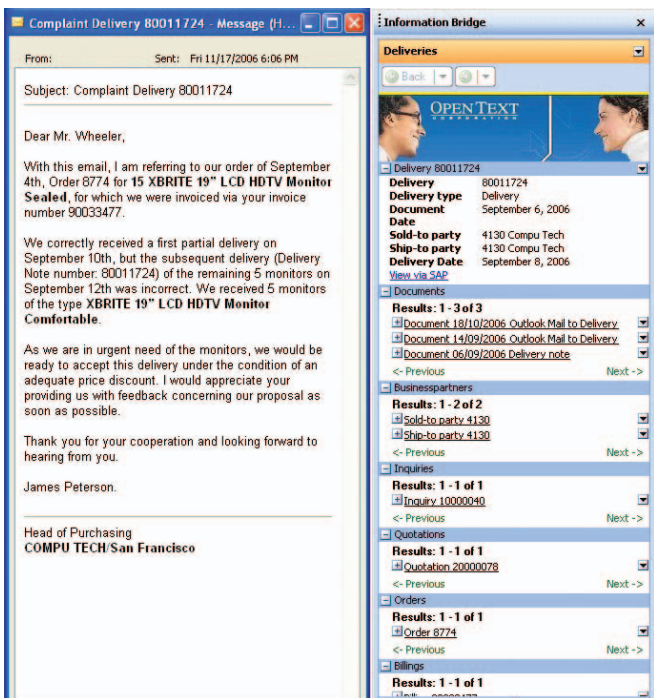 Complaint Delivery 80011724 - Message (H...
From: Sent: Fri 11/17/2006 6:06 PM
Subject: Complaint Delivery 80011724
Dear Mr. Wheeler,
With this email, I am referring to our order of September
4th, Order 8774 for 15 XBRITE 19" LCD HDTV Monitor
Sealed, for which we were invoiced via your invoice
number 90033477.
We correctly received a first partial delivery on
September 10th, but the subsequent delivery (Delivery
Note number: 80011724) of the remaining 5 monitors on
September 12th was incorrect. We received 5 monitors
of the type XBRITE 19" LCD HDTV Monitor
Comfortable.
As we are in urgent need of the monitors, we would be
ready to accept this delivery under the condition of an
adequate price discount. I would appreciate your
providing us with feedback concerning our proposal as
soon as possible.
Thank you for your cooperation and looking forward to
hearing from you.
James Peterson.
Head of Purchasing
COMPU TECH/San Francisco
Information Bridge
Deliveries
Back
OPEN TEXT
CORPORATION
Delivery 80011724
Delivery 80011724
Delivery type Delivery
Document September 6, 2006
Date
Sold-to party 4130 Compu Tech
Ship-to party 4130 Compu Tech
Delivery Date September 8, 2006
View via SAP
Documents
Results: 1 - 3 of 3
Document 18/10/2006 Outlook Mail to Delivery
Document 14/09/2006 Outlook Mail to Delivery
Document 06/09/2006 Delivery note
<- Previous Next ->
Businesspartners
Results: 1 - 2 of 2
Sold-to party 4130
Ship-to party 4130
<- Previous Next ->
Inquiries
Results: 1 - 1 of 1
Inquiry 10000040
<- Previous Next ->
Quotations
Results: 1 - 1 of 1
Quotation 20000078
<- Previous Next ->
Orders
Results: 1 - 1 of 1
Order 8774
<- Previous Next ->
Billings
Results: 1 - 1 of 1